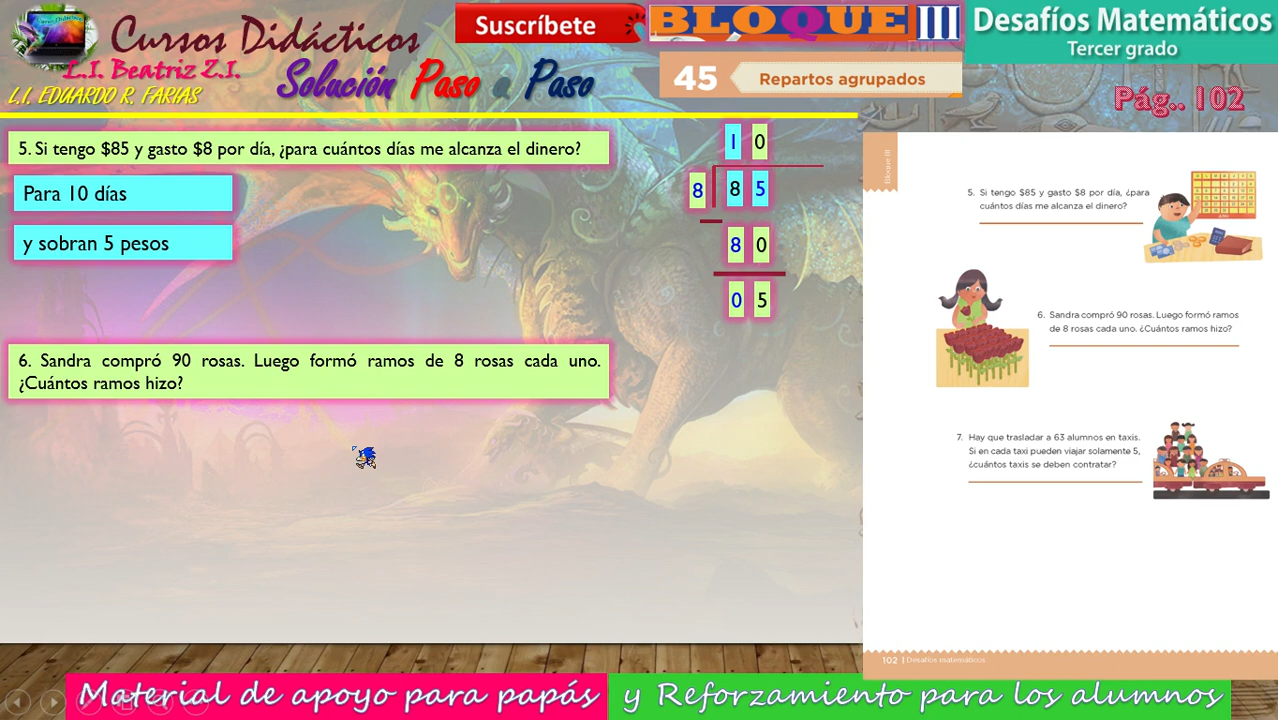 Cursos Didácticos
L.I. Beatriz Z.I.
L.I. EDUARDO R. FARIAS
Solución Paso a Paso
Suscríbete
BLOQUE III
45 Repartos agrupados
Desafíos Matemáticos
Tercer grado
Pág.. 102
5. Si tengo $85 y gasto $8 por día, ¿para cuántos días me alcanza el dinero?
Para 10 días
y sobran 5 pesos
1 0
8 8 5
8 0
0 5
6. Sandra compró 90 rosas. Luego formó ramos de 8 rosas cada uno.
¿Cuántos ramos hizo?
Bloque III
5. Si tengo $85 y gasto $8 por día, ¿para
cuántos días me alcanza el dinero?
6. Sandra compró 90 rosas. Luego formó ramos
de 8 rosas cada uno. ¿Cuántos ramos hizo?
7. Hay que trasladar a 63 alumnos en taxis.
Si en cada taxi pueden viajar solamente 5,
¿cuántos taxis se deben contratar?
102 | Desafíos matemáticos
Material de apoyo para papás y Reforzamiento para los alumnos